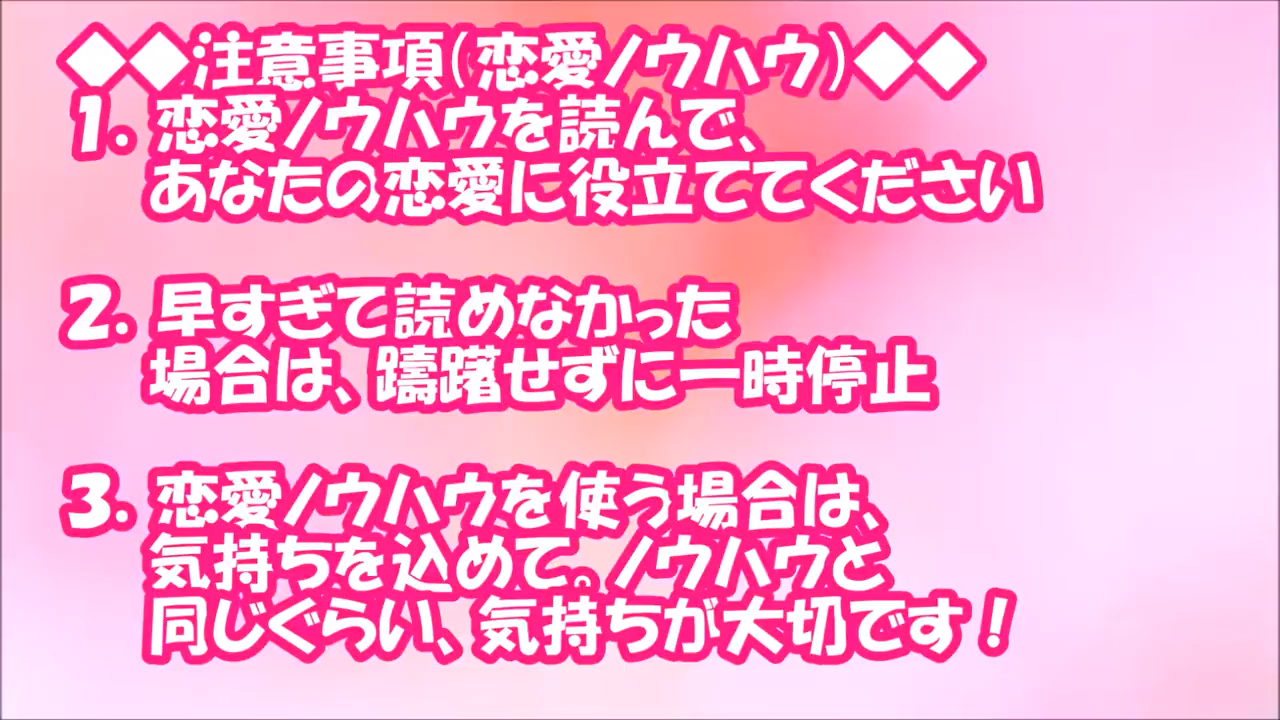 ◆◆注意事項(恋愛ノウハウ)◆◆
1. 恋愛ノウハウを読んで、
あなたの恋愛に役立ててください
2. 早すぎて読めなかった
場合は、躊躇せずに一時停止
3. 恋愛ノウハウを使う場合は、
気持ちを込めて。ノウハウと
同じぐらい、気持ちが大切です！